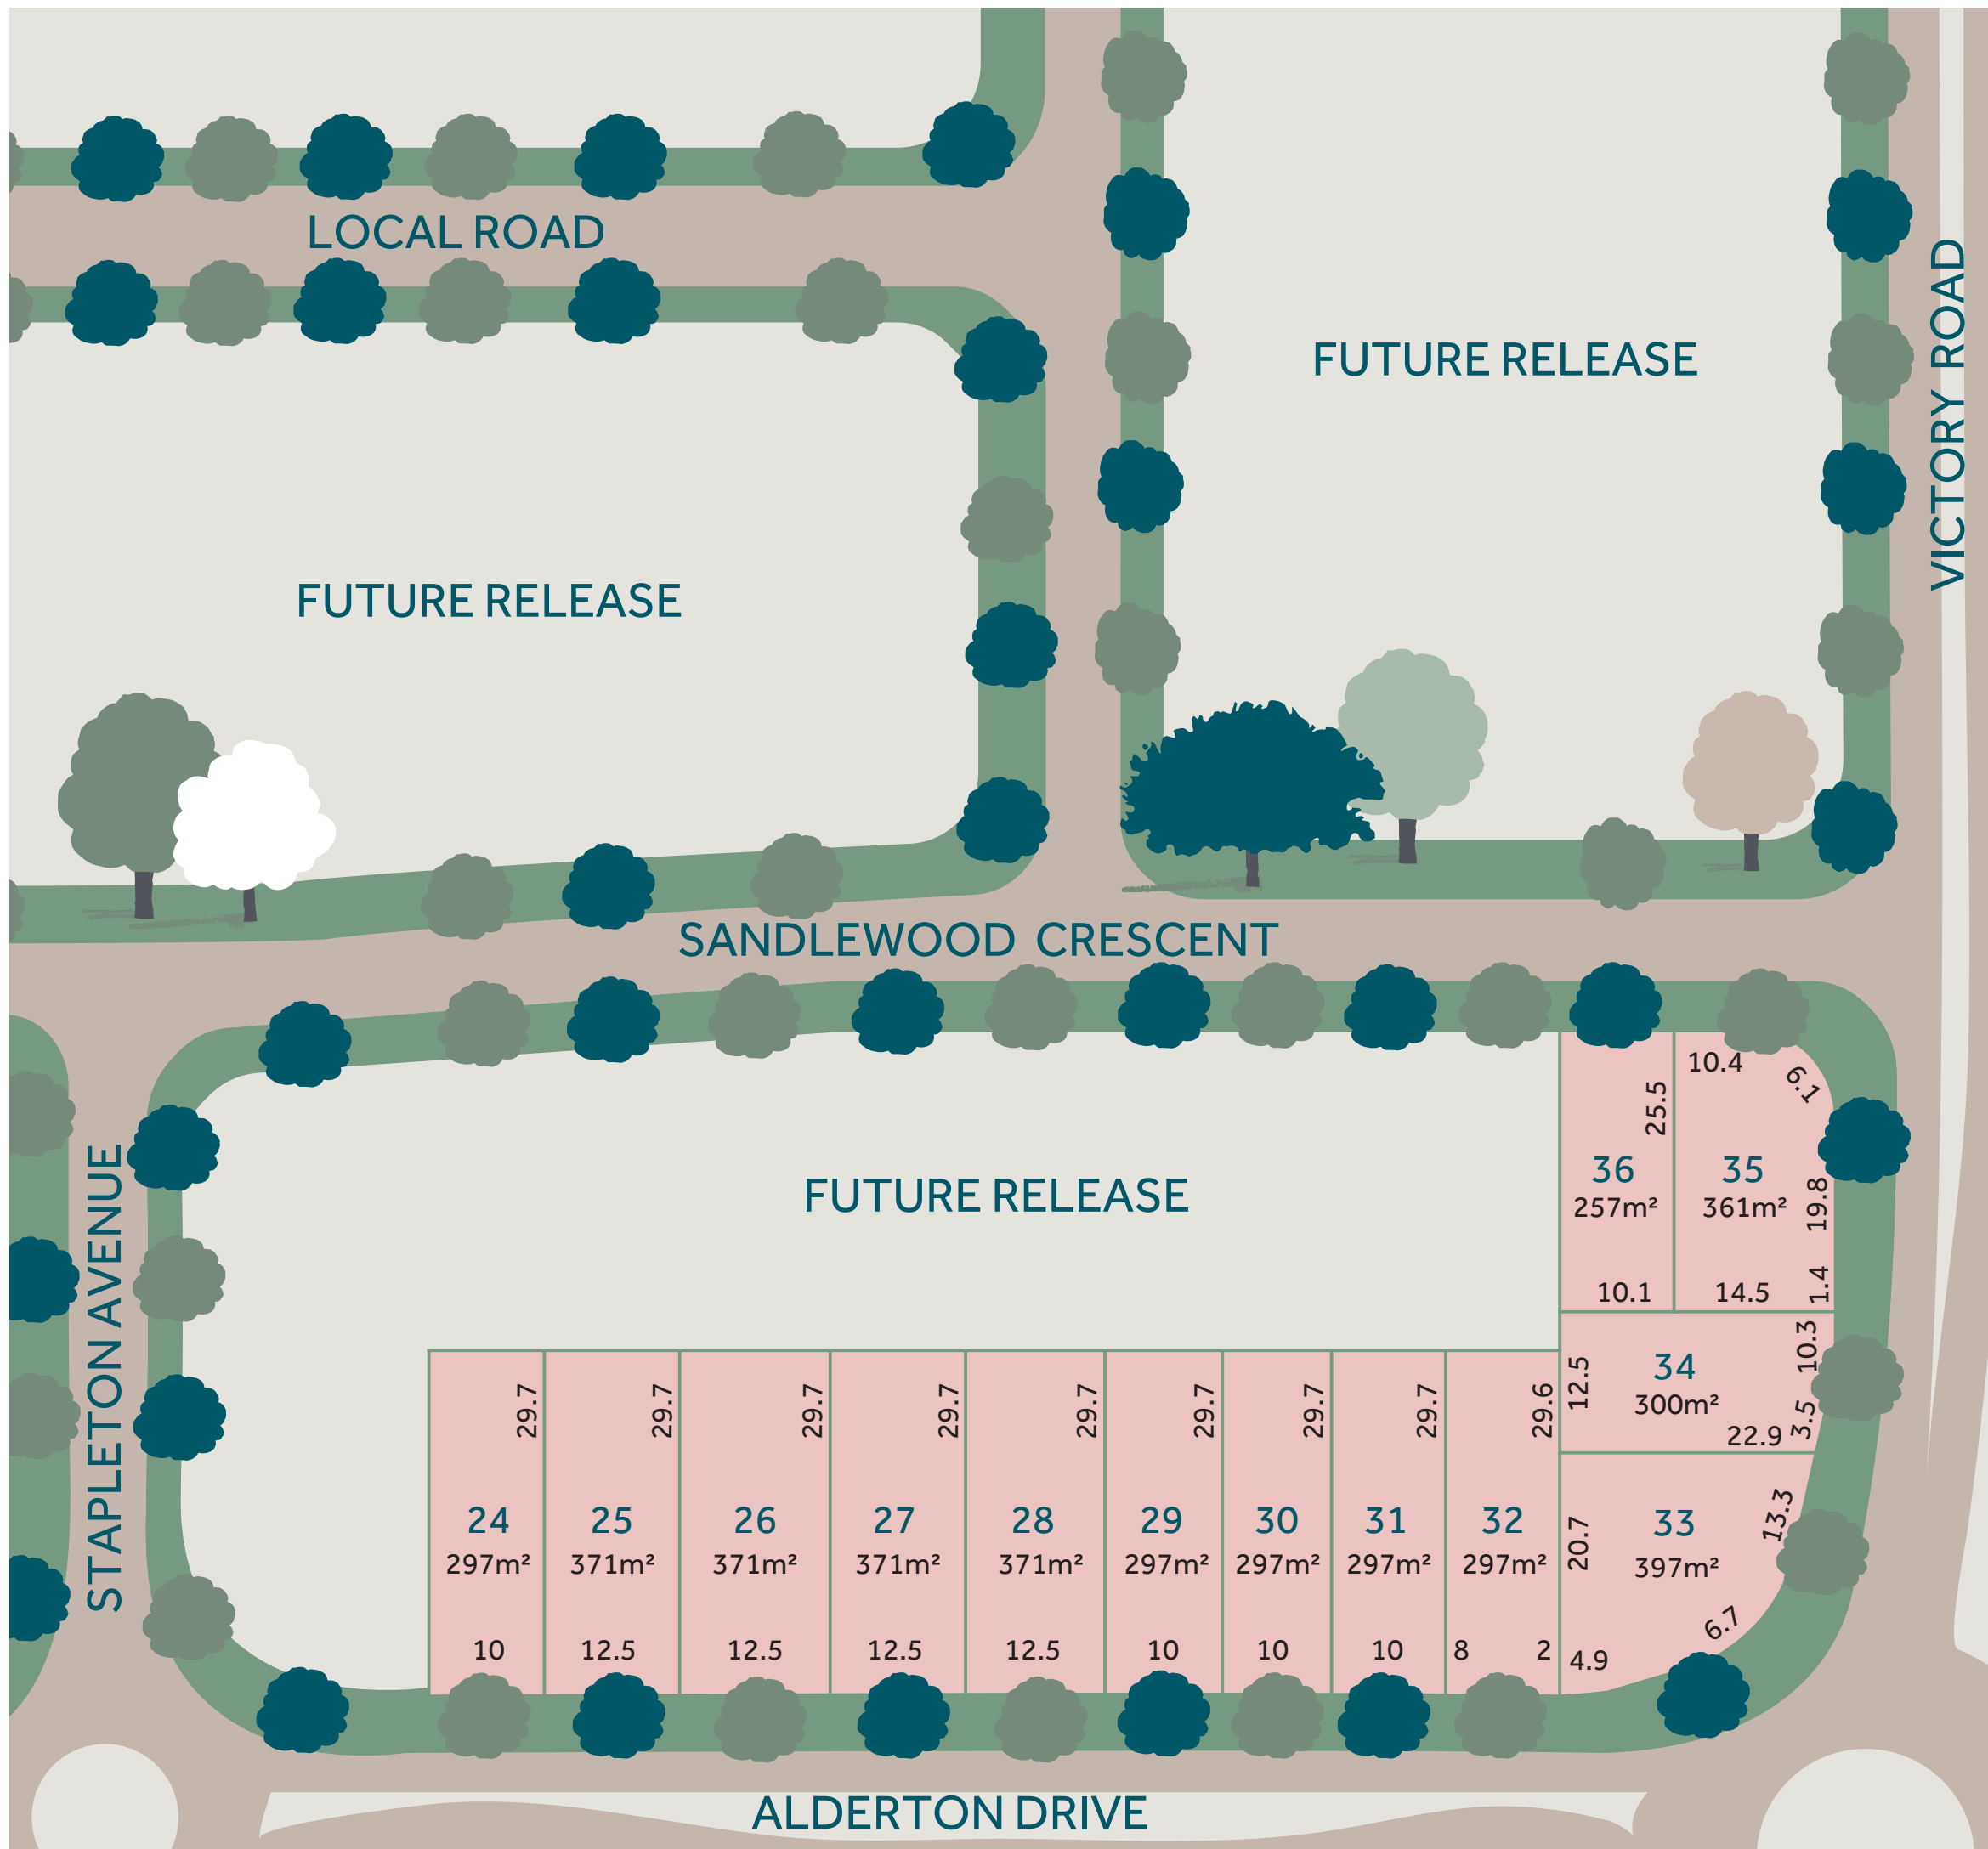 LOCAL ROAD
FUTURE RELEASE
VICTORY ROAD
FUTURE RELEASE
SANDLEWOOD CRESCENT
STAPLETON AVENUE
FUTURE RELEASE
10.4
6.1
25.5
36
257m²
10.1
35
361m²
19.8
14.5
1.4
10.3
12.5
34
300m²
22.9
3.5
29.7
29.7
29.7
29.7
29.7
29.7
29.7
29.7
29.6
24
297m²
25
371m²
26
371m²
27
371m²
28
371m²
29
297m²
30
297m²
31
297m²
32
297m²
20.7
33
397m²
13.3
6.7
4.9
10
12.5
12.5
12.5
12.5
10
10
10
8
2
ALDERTON DRIVE